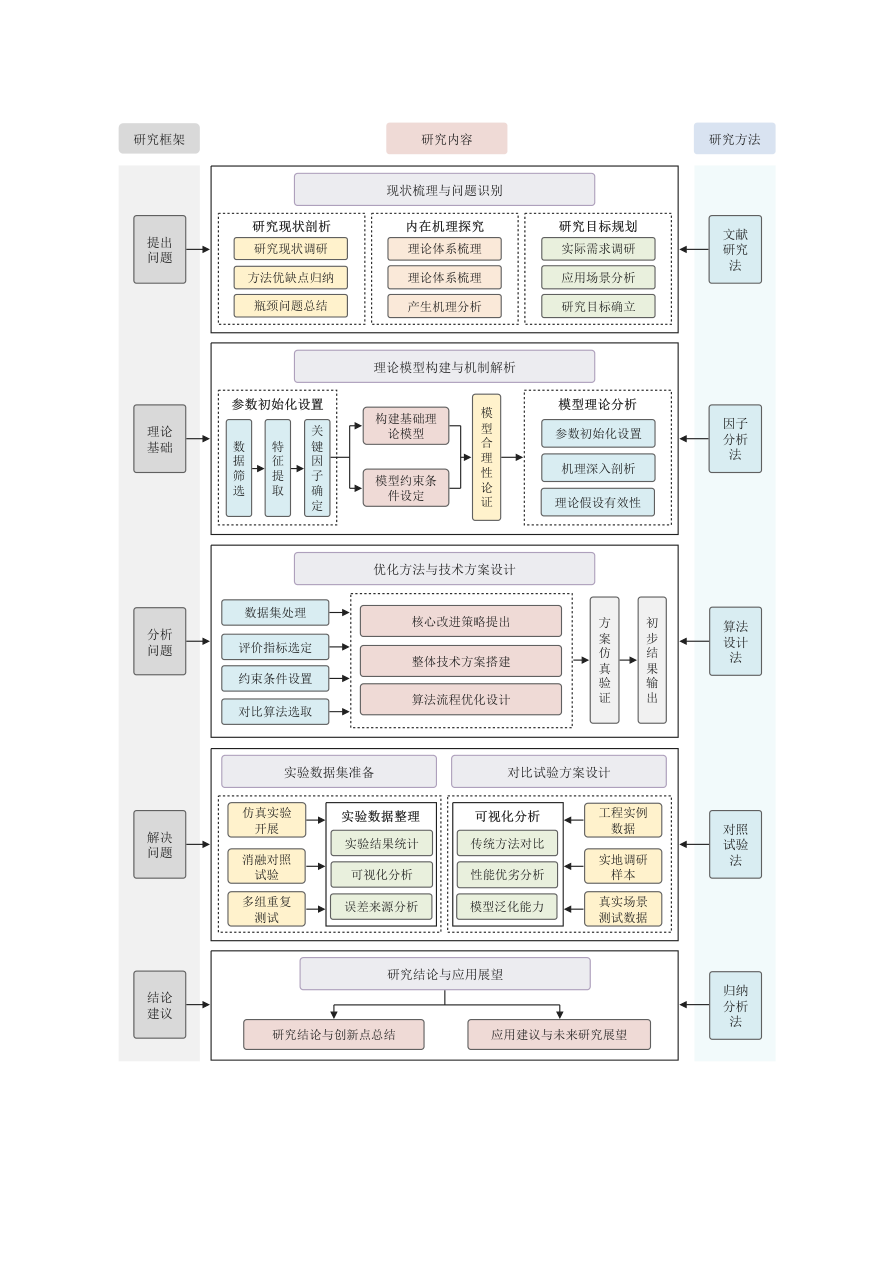 研究框架
研究内容
研究方法
提出
问题
现状梳理与问题识别
研究现状剖析
研究现状调研
方法优缺点归纳
瓶颈问题总结
内在机理探究
理论体系梳理
理论体系梳理
产生机理分析
研究目标规划
实际需求调研
应用场景分析
研究目标确立
文献
研究
法
理论
基础
理论模型构建与机制解析
参数初始化设置
数据筛选
特征提取
关键因子确定
构建基础理
论模型
模型约束条
件设定
模型合理性论证
模型理论分析
参数初始化设置
机理深入剖析
理论假设有效性
因子
分析
法
分析
问题
优化方法与技术方案设计
数据集处理
评价指标选定
约束条件设置
对比算法选取
核心改进策略提出
整体技术方案搭建
算法流程优化设计
方案仿真验证
初步结果输出
算法
设计
法
解决
问题
实验数据集准备
仿真实验
开展
消融对照
试验
多组重复
测试
实验数据整理
实验结果统计
可视化分析
误差来源分析
对比试验方案设计
可视化分析
传统方法对比
性能优劣分析
模型泛化能力
工程实例
数据
实地调研
样本
真实场景
测试数据
对照
试验
法
结论
建议
研究结论与应用展望
研究结论与创新点总结
应用建议与未来研究展望
归纳
分析
法